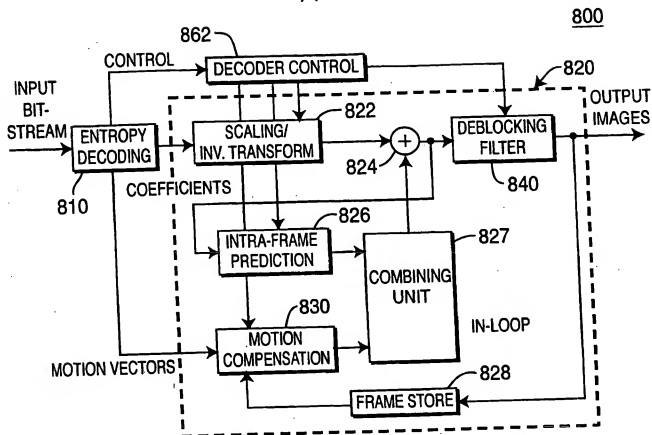 800
862
CONTROL
DECODER CONTROL
820
INPUT
BIT-
STREAM
OUTPUT
IMAGES
822
ENTROPY
DECODING
SCALING/
INV. TRANSFORM
824
+
DEBLOCKING
FILTER
840
810
COEFFICIENTS
826
INTRA-FRAME
PREDICTION
827
COMBINING
UNIT
830
MOTION
COMPENSATION
IN-LOOP
MOTION VECTORS
828
FRAME STORE